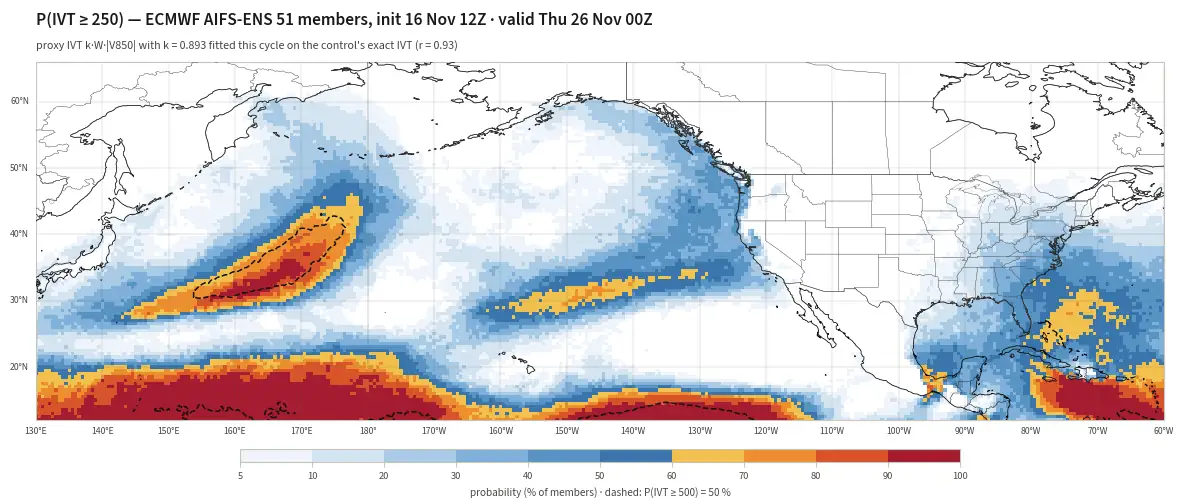 P(IVT ≥ 250) — ECMWF AIFS-ENS 51 members, init 16 Nov 12Z · valid Thu 26 Nov 00Z
proxy IVT k·W·|V850| with k = 0.893 fitted this cycle on the control's exact IVT (r = 0.93)
60°N
50°N
40°N
30°N
20°N
130°E 140°E 150°E 160°E 170°E 180° 170°W 160°W 150°W 140°W 130°W 120°W 110°W 100°W 90°W 80°W 70°W 60°W
5 10 20 30 40 50 60 70 80 90 100
probability (% of members) · dashed: P(IVT ≥ 500) = 50 %